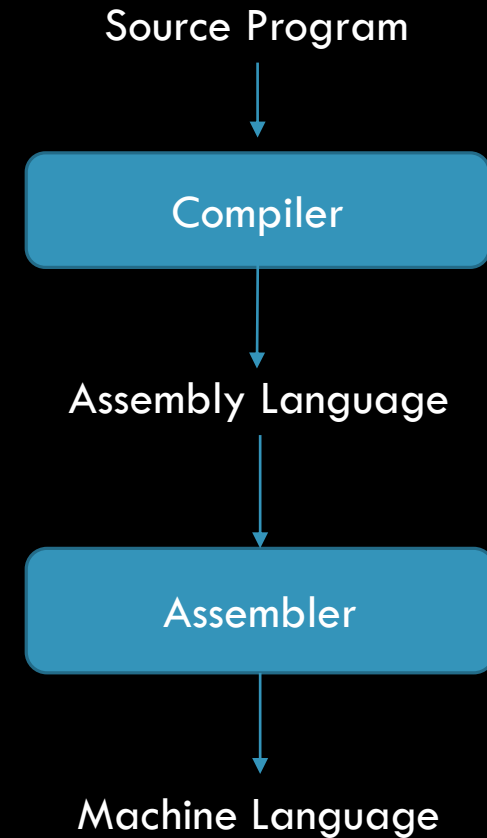 Source Program
Compiler
Assembly Language
Assembler
Machine Language